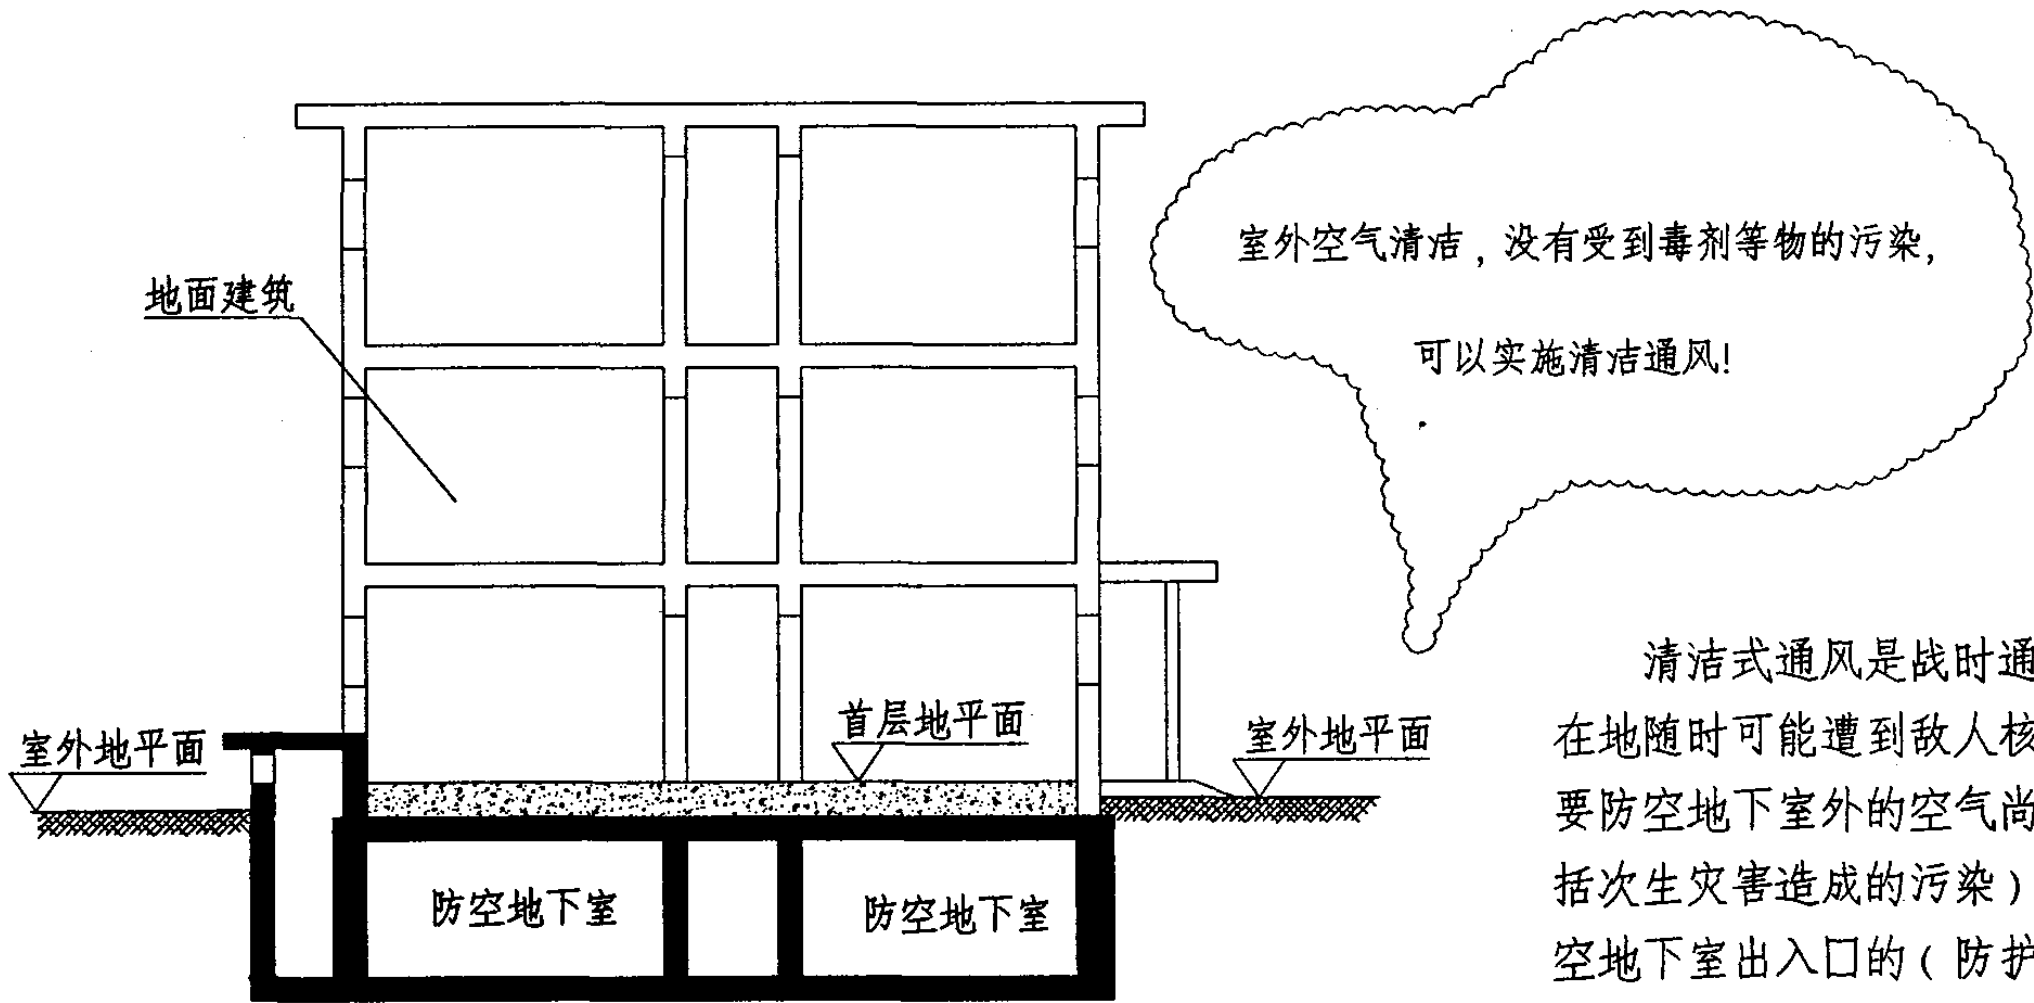 室外空气清洁,没有受到毒剂等物的污染,
可以实施清洁通风!
地面建筑
首层地平面
室外地平面
室外地平面
防空地下室
防空地下室
清洁式通风是战时通
在地随时可能遭到敌人核
要防空地下室外的空气尚
括次生灾害造成的污染)
空地下室出入口的(防护